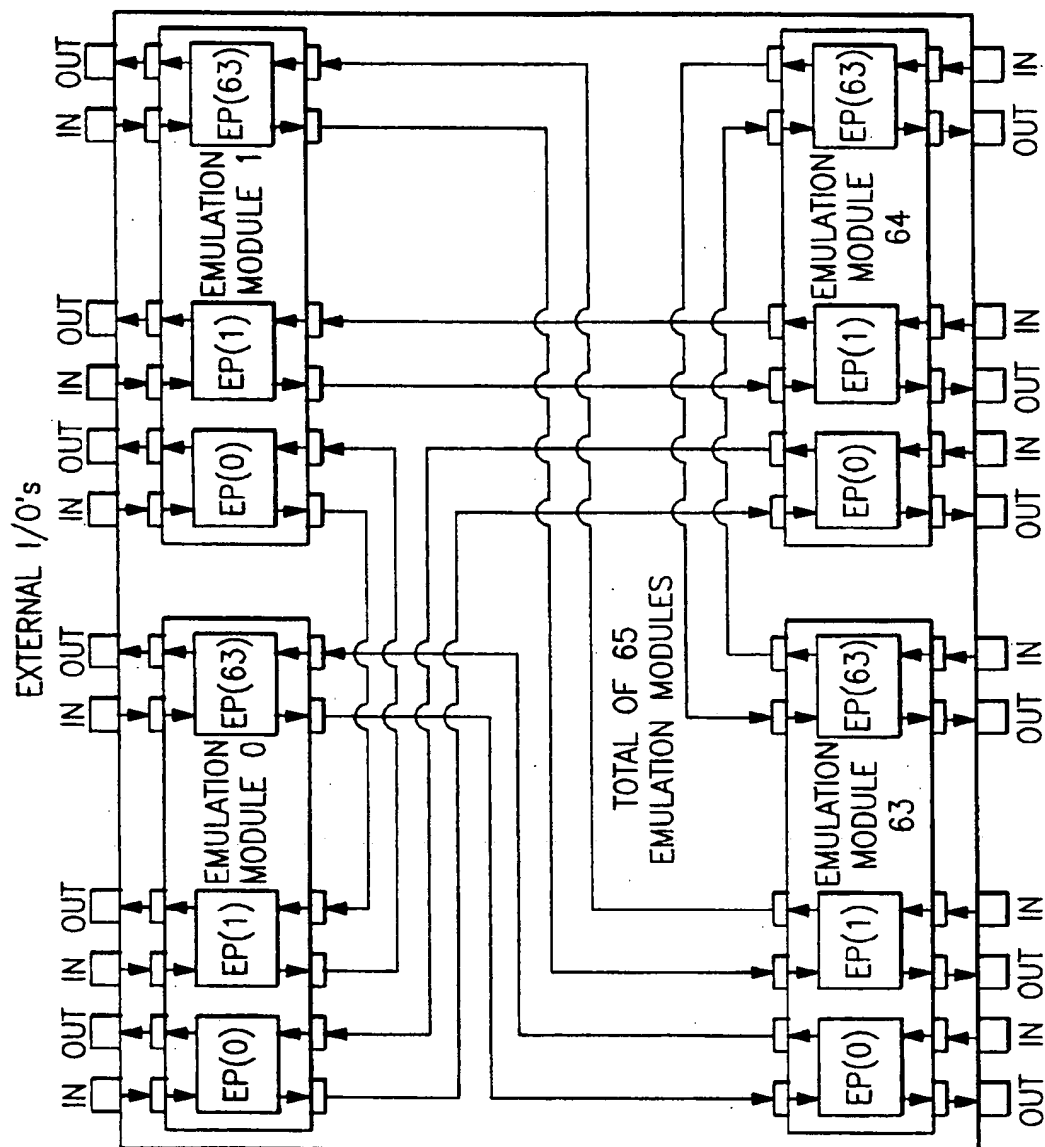 EXTERNAL I/O's
IN OUT IN OUT IN OUT IN OUT IN OUT IN OUT
EP(0)
EP(1)
EMULATION
MODULE 0
EP(63)
EP(0)
EP(1)
EMULATION
MODULE 1
EP(63)
TOTAL OF 65
EMULATION MODULES
EP(0)
EP(1)
EMULATION
MODULE
63
EP(63)
EP(0)
EP(1)
EMULATION
MODULE
64
EP(63)
OUT IN OUT IN OUT IN OUT IN OUT IN OUT IN